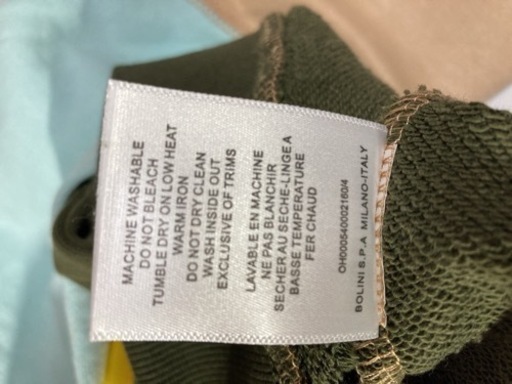 MACHINE WASHABLE
DO NOT BLEACH
TUMBLE DRY ON LOW HEAT
WARM IRON
DO NOT DRY CLEAN
WASH INSIDE OUT
EXCLUSIVE OF TRIMS
LAVABLE EN MACHINE
NE PAS BLANCHIR
SECHER AU SECHE-LINGE A
BASSE TEMPERATURE
FER CHAUD
OH000540002160/4
BOLINI S.P.A MILANO-ITALY